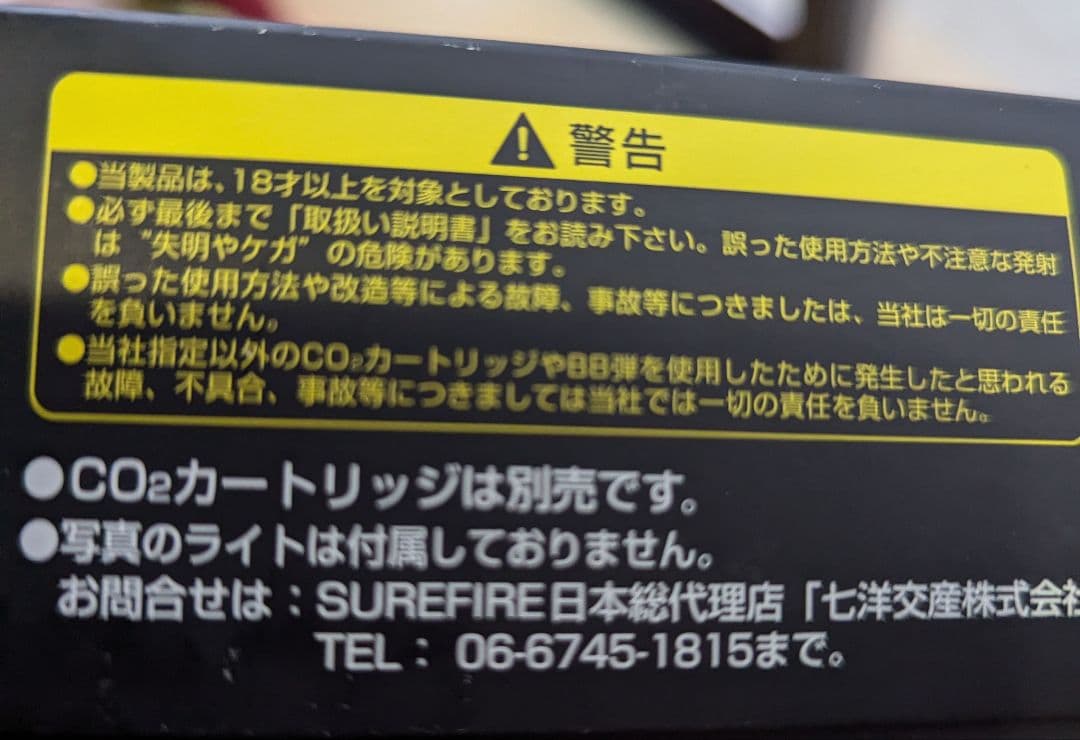 警告
●当製品は、18才以上を対象としております。
●必ず最後まで「取扱い説明書」をお読み下さい。誤った使用方法や不注意な発射
は“失明やケガ”の危険があります。
●誤った使用方法や改造等による故障、事故等につきましたは、当社は一切の責任
を負いません。
●当社指定以外のCO₂カートリッジやBB弾を使用したために発生したと思われる
故障、不具合、事故等につきましては当社では一切の責任を負いません。
●CO₂カートリッジは別売です。
●写真のライトは付属しておりません。
お問合せは：SUREFIRE日本総代理店「七洋交産株式会社
TEL：06-6745-1815まで。